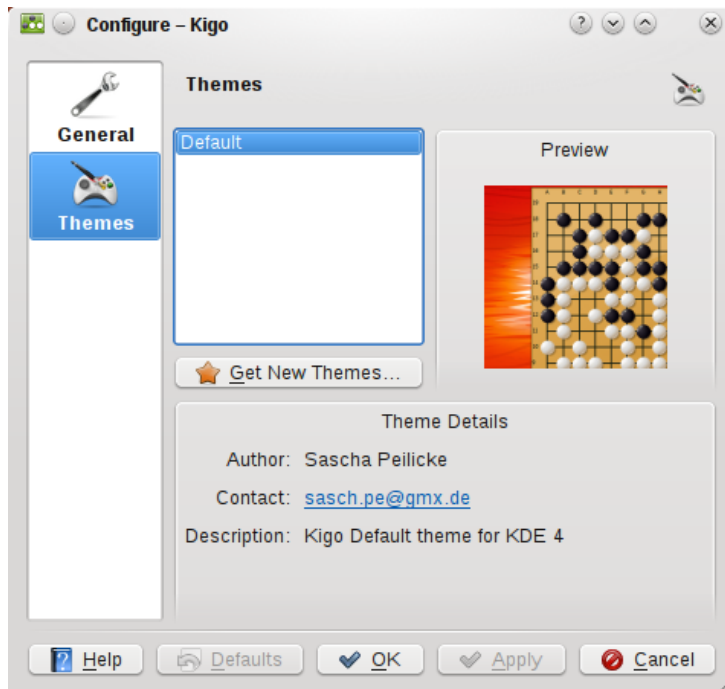 Configure – Kigo
General
Themes
Themes
Default
Get New Themes...
Preview
Theme Details
Author: Sascha Peilicke
Contact: sasch.pe@gmx.de
Description: Kigo Default theme for KDE 4
Help
Defaults
OK
Apply
Cancel